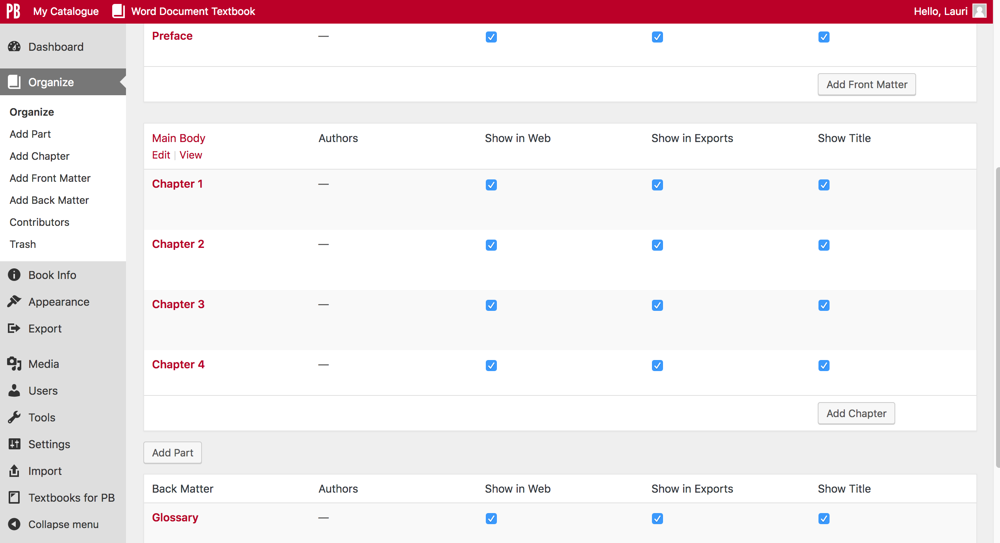 PB My Catalogue Word Document Textbook Hello, Lauri
Dashboard
Organize
Organize
Add Part
Add Chapter
Add Front Matter
Add Back Matter
Contributors
Trash
Book Info
Appearance
Export
Media
Users
Tools
Settings
Import
Textbooks for PB
Collapse menu
Preface —
Add Front Matter
Main Body Authors Show in Web Show in Exports Show Title
Edit | View
Chapter 1 —
Chapter 2 —
Chapter 3 —
Chapter 4 —
Add Chapter
Add Part
Back Matter Authors Show in Web Show in Exports Show Title
Glossary —